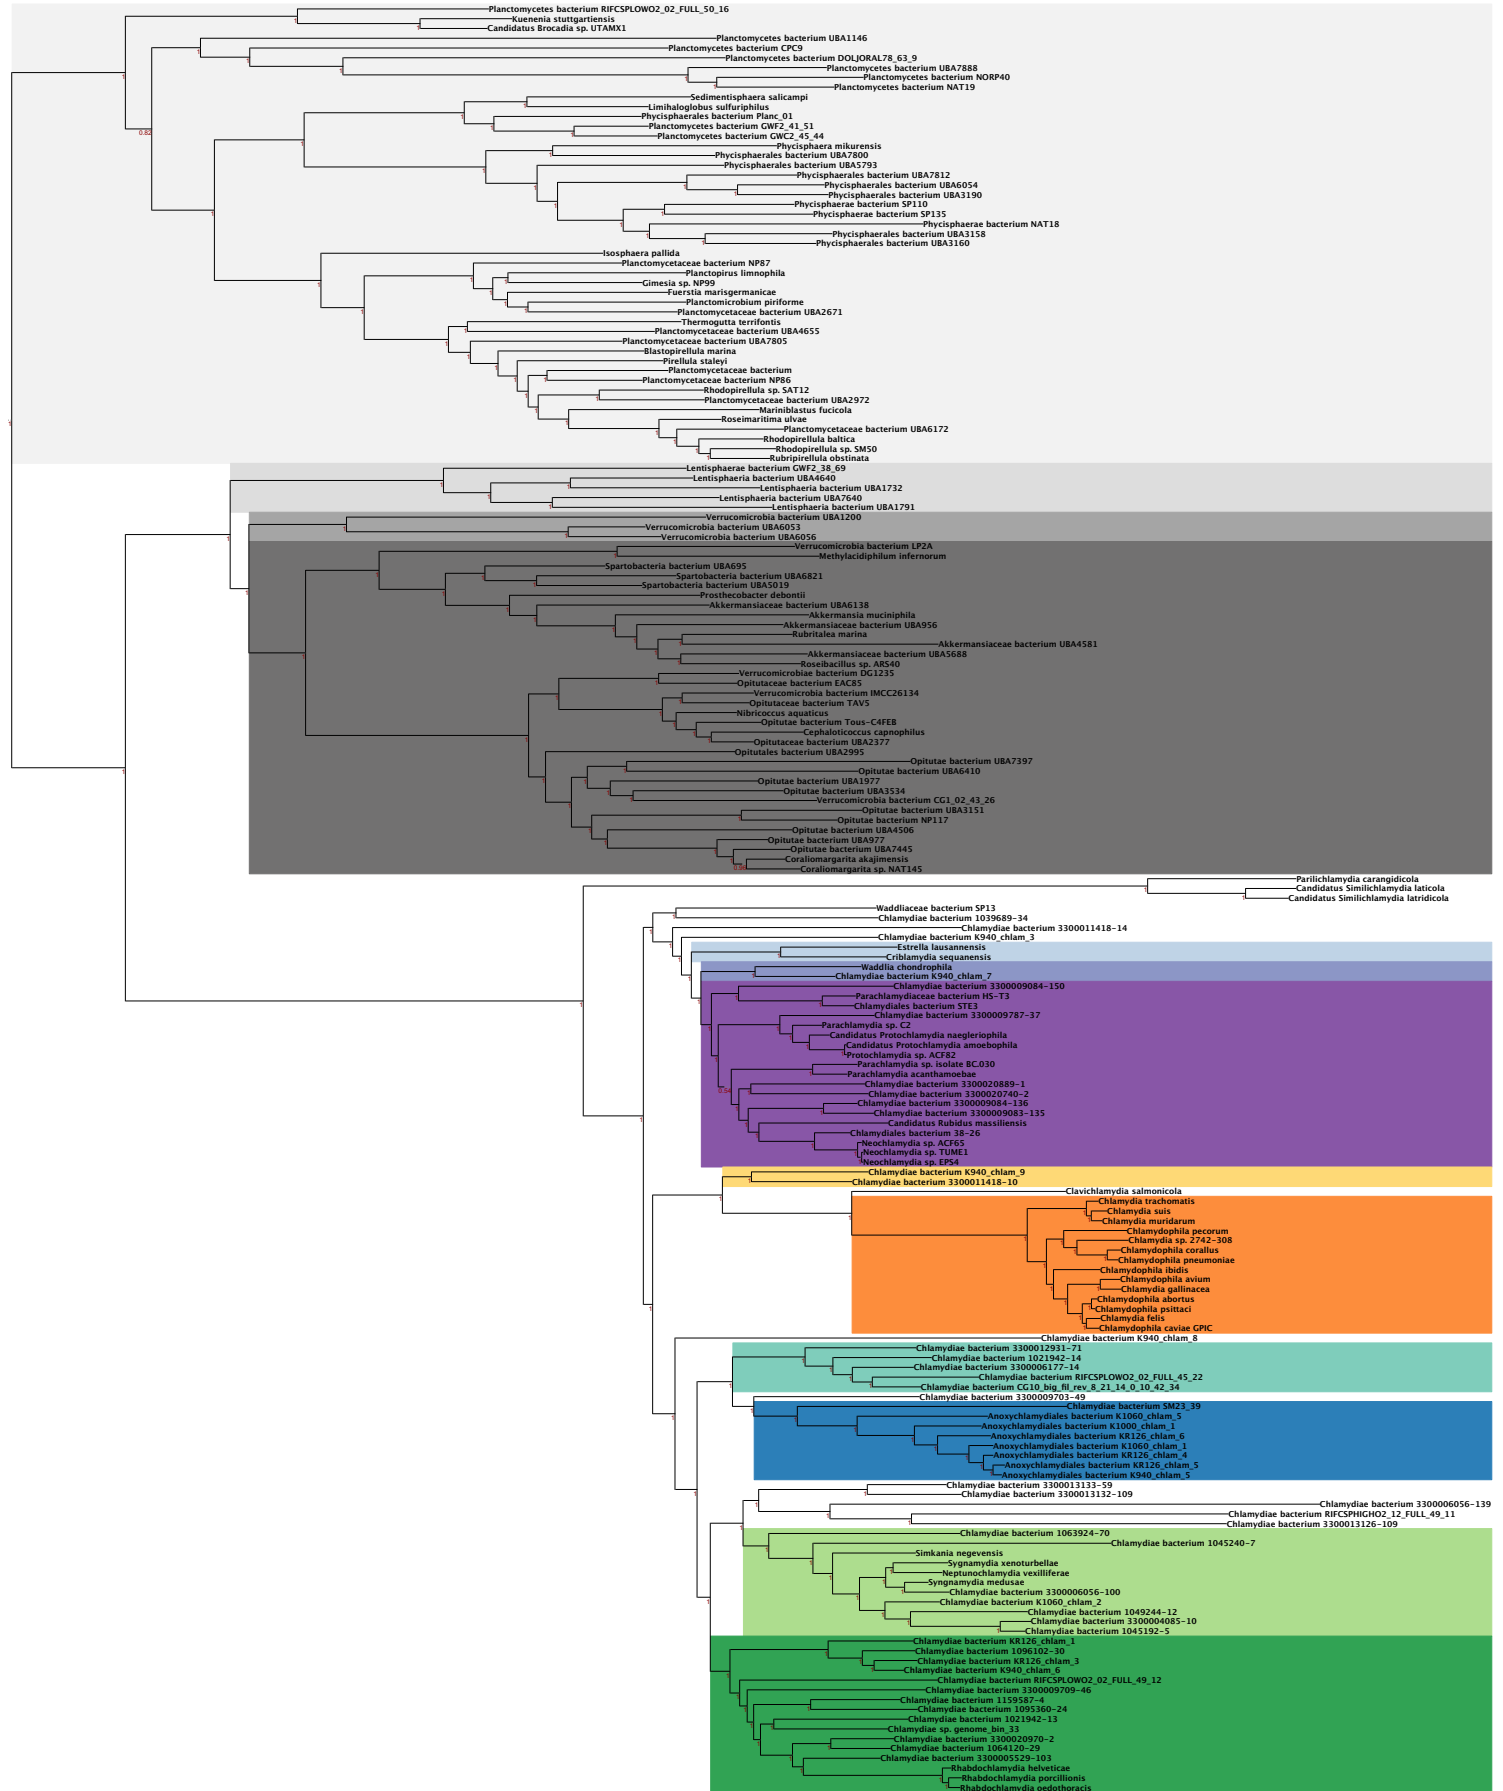 Planctomycetes bacterium RIFCSPLOWO2_02_FULL_50_16
Kuenenia stuttgartiensis
Candidatus Brocadia sp. UTAMX1
Planctomycetes bacterium UBA1146
Planctomycetes bacterium CPC9
Planctomycetes bacterium DOLJORAL78_63_9
Planctomycetes bacterium UBA7888
Planctomycetes bacterium NORP40
Planctomycetes bacterium NAT19
0.82
Sedimentisphaera salicampi
Limihaloglobus sulfuriphilus
Phycisphaerales bacterium Planc_01
Planctomycetes bacterium GWF2_41_51
Planctomycetes bacterium GWC2_45_44
Phycisphaera mikurensis
Phycisphaerales bacterium UBA7800
Phycisphaerales bacterium UBA5793
Phycisphaerales bacterium UBA7812
Phycisphaerales bacterium UBA6054
Phycisphaerales bacterium UBA3190
Phycisphaerae bacterium SP110
Phycisphaerae bacterium SP135
Phycisphaerae bacterium NAT18
Phycisphaerales bacterium UBA3158
Phycisphaerales bacterium UBA3160
Isosphaera pallida
Planctomycetaceae bacterium NP87
Planctopirus limnophila
Gimesia sp. NP99
Fuerstia marisgermanicae
Planctomicrobium piriforme
Planctomycetaceae bacterium UBA2671
Thermogutta terrifontis
Planctomycetaceae bacterium UBA4655
Planctomycetaceae bacterium UBA7805
Blastopirellula marina
Pirellula staleyi
Planctomycetaceae bacterium
Planctomycetaceae bacterium NP86
Rhodopirellula sp. SAT12
Planctomycetaceae bacterium UBA2972
Mariniblastus fucicola
Roseimaritima ulvae
Planctomycetaceae bacterium UBA6172
Rhodopirellula baltica
Rhodopirellula sp. SM50
Rubripirellula obstinata
Lentisphaerae bacterium GWF2_38_69
Lentisphaeria bacterium UBA4640
Lentisphaeria bacterium UBA1732
Lentisphaeria bacterium UBA7640
Lentisphaeria bacterium UBA1791
Verrucomicrobia bacterium UBA1200
Verrucomicrobia bacterium UBA6053
Verrucomicrobia bacterium UBA6056
Verrucomicrobia bacterium LP2A
Methylacidiphilum infernorum
Spartobacteria bacterium UBA695
Spartobacteria bacterium UBA6821
Spartobacteria bacterium UBA5019
Prosthecobacter debontii
Akkermansiaceae bacterium UBA6138
Akkermansia muciniphila
Akkermansiaceae bacterium UBA956
Rubritalea marina
Akkermansiaceae bacterium UBA4581
Akkermansiaceae bacterium UBA5688
Roseibacillus sp. ARS40
Verrucomicrobiae bacterium DG1235
Opitutaceae bacterium EAC85
Verrucomicrobia bacterium IMCC26134
Opitutaceae bacterium TAV5
Nibricoccus aquaticus
Opitutae bacterium Tous-C4FEB
Cephaloticoccus capnophilus
Opitutaceae bacterium UBA2377
Opitutales bacterium UBA2995
Opitutae bacterium UBA7397
Opitutae bacterium UBA6410
Opitutae bacterium UBA1977
Opitutae bacterium UBA3534
Verrucomicrobia bacterium CG1_02_43_26
Opitutae bacterium UBA3151
Opitutae bacterium NP117
Opitutae bacterium UBA4506
Opitutae bacterium UBA977
Opitutae bacterium UBA7445
Coraliomargarita akajimensis
Coraliomargarita sp. NAT145
Parilichlamydia carangidicola
Candidatus Similichlamydia laticola
Candidatus Similichlamydia latridicola
Waddliaceae bacterium SP13
Chlamydiae bacterium 1039689-34
Chlamydiae bacterium 3300011418-14
Chlamydiae bacterium K940_chlam_3
Estrella lausannensis
Criblamydia sequanensis
Waddlia chondrophila
Chlamydiae bacterium K940_chlam_7
Chlamydiae bacterium 3300009084-150
Parachlamydiaceae bacterium HS-T3
Chlamydiales bacterium STE3
Chlamydiae bacterium 3300009787-37
Parachlamydia sp. C2
Candidatus Protochlamydia naegleriophila
Candidatus Protochlamydia amoebophila
Protochlamydia sp. ACF82
Parachlamydia sp. isolate BC.030
Parachlamydia acanthamoebae
Chlamydiae bacterium 3300020889-1
Chlamydiae bacterium 3300020740-2
Chlamydiae bacterium 3300009084-136
Chlamydiae bacterium 3300009083-135
Candidatus Rubidus massiliensis
Chlamydiales bacterium 38-26
Neochlamydia sp. ACF65
Neochlamydia sp. TUME1
Neochlamydia sp. EPS4
Chlamydiae bacterium K940_chlam_9
Chlamydiae bacterium 3300011418-10
Clavichlamydia salmonicola
Chlamydia trachomatis
Chlamydia suis
Chlamydia muridarum
Chlamydophila pecorum
Chlamydia sp. 2742-308
Chlamydophila corallus
Chlamydophila pneumoniae
Chlamydophila ibidis
Chlamydophila avium
Chlamydia gallinacea
Chlamydophila abortus
Chlamydophila psittaci
Chlamydia felis
Chlamydophila caviae GPIC
Chlamydiae bacterium K940_chlam_8
Chlamydiae bacterium 3300012931-71
Chlamydiae bacterium 1021942-14
Chlamydiae bacterium 3300006177-14
Chlamydiae bacterium RIFCSPLOWO2_02_FULL_45_22
Chlamydiae bacterium CG10_big_fil_rev_8_21_14_0_10_42_34
Chlamydiae bacterium 3300009703-49
Chlamydiae bacterium SM23_39
Anoxychlamydiales bacterium K1060_chlam_5
Anoxychlamydiales bacterium K1000_chlam_1
Anoxychlamydiales bacterium KR126_chlam_6
Anoxychlamydiales bacterium K1060_chlam_1
Anoxychlamydiales bacterium KR126_chlam_4
Anoxychlamydiales bacterium KR126_chlam_5
Anoxychlamydiales bacterium K940_chlam_5
Chlamydiae bacterium 3300013133-59
Chlamydiae bacterium 3300013132-109
Chlamydiae bacterium 3300006056-139
Chlamydiae bacterium RIFCSPHIGHO2_12_FULL_49_11
Chlamydiae bacterium 3300013126-109
Chlamydiae bacterium 1063924-70
Chlamydiae bacterium 1045240-7
Simkania negevensis
Sygnamydia xenoturbellae
Neptunochlamydia vexilliferae
Syngnamydia medusae
Chlamydiae bacterium 3300006056-100
Chlamydiae bacterium K1060_chlam_2
Chlamydiae bacterium 1049244-12
Chlamydiae bacterium 3300004085-10
Chlamydiae bacterium 1045192-5
Chlamydiae bacterium KR126_chlam_1
Chlamydiae bacterium 1096102-30
Chlamydiae bacterium KR126_chlam_3
Chlamydiae bacterium K940_chlam_6
Chlamydiae bacterium RIFCSPLOWO2_02_FULL_49_12
Chlamydiae bacterium 3300009709-46
Chlamydiae bacterium 1159587-4
Chlamydiae bacterium 1095360-24
Chlamydiae bacterium 1021942-13
Chlamydiae sp. genome_bin_33
Chlamydiae bacterium 3300020970-2
Chlamydiae bacterium 1064120-29
Chlamydiae bacterium 3300005529-103
Rhabdochlamydia helveticae
Rhabdochlamydia porcillionis
Rhabdochlamydia oedothoracis